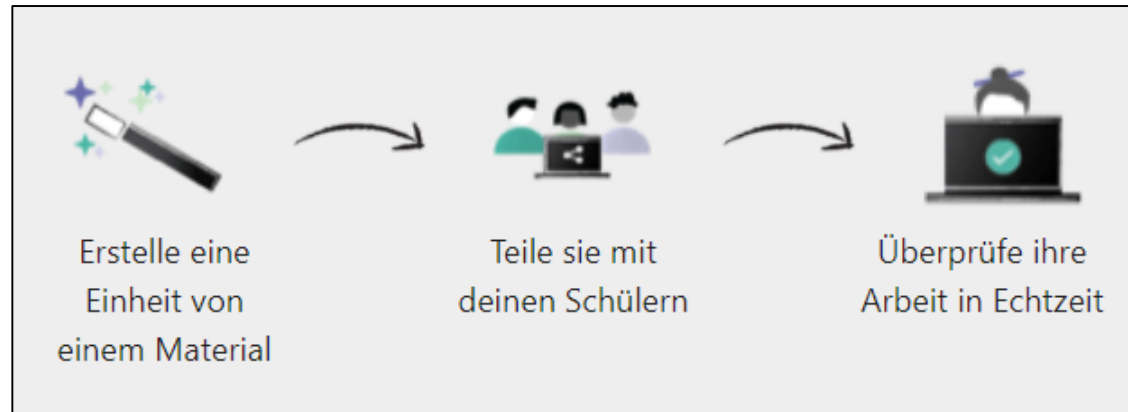 Erstelle eine
Einheit von
einem Material
Teile sie mit
deinen Schülern
Überprüfe ihre
Arbeit in Echtzeit